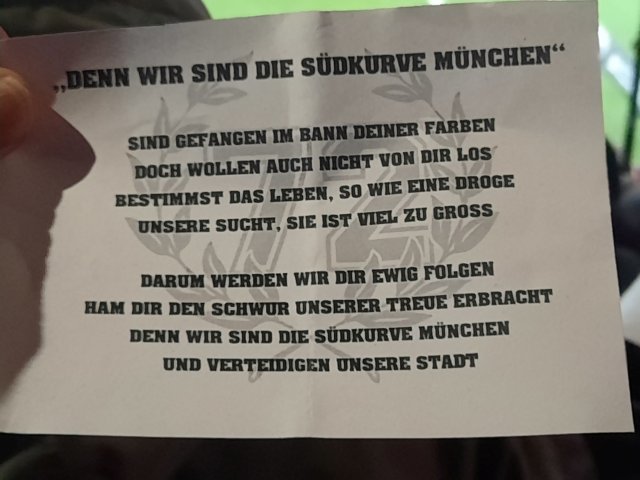 „DENN WIR SIND DIE SÜDKURVE MÜNCHEN“
SIND GEFANGEN IM BANN DEINER FARBEN
DOCH WOLLEN AUCH NICHT VON DIR LOS
BESTIMMST DAS LEBEN, SO WIE EINE DROGE
UNSERE SUCHT, SIE IST VIEL ZU GROSS
DARUM WERDEN WIR DIR EWIG FOLGEN
HAM DIR DEN SCHWUR UNSERER TREUE ERBRACHT
DENN WIR SIND DIE SÜDKURVE MÜNCHEN
UND VERTEIDIGEN UNSERE STADT
72